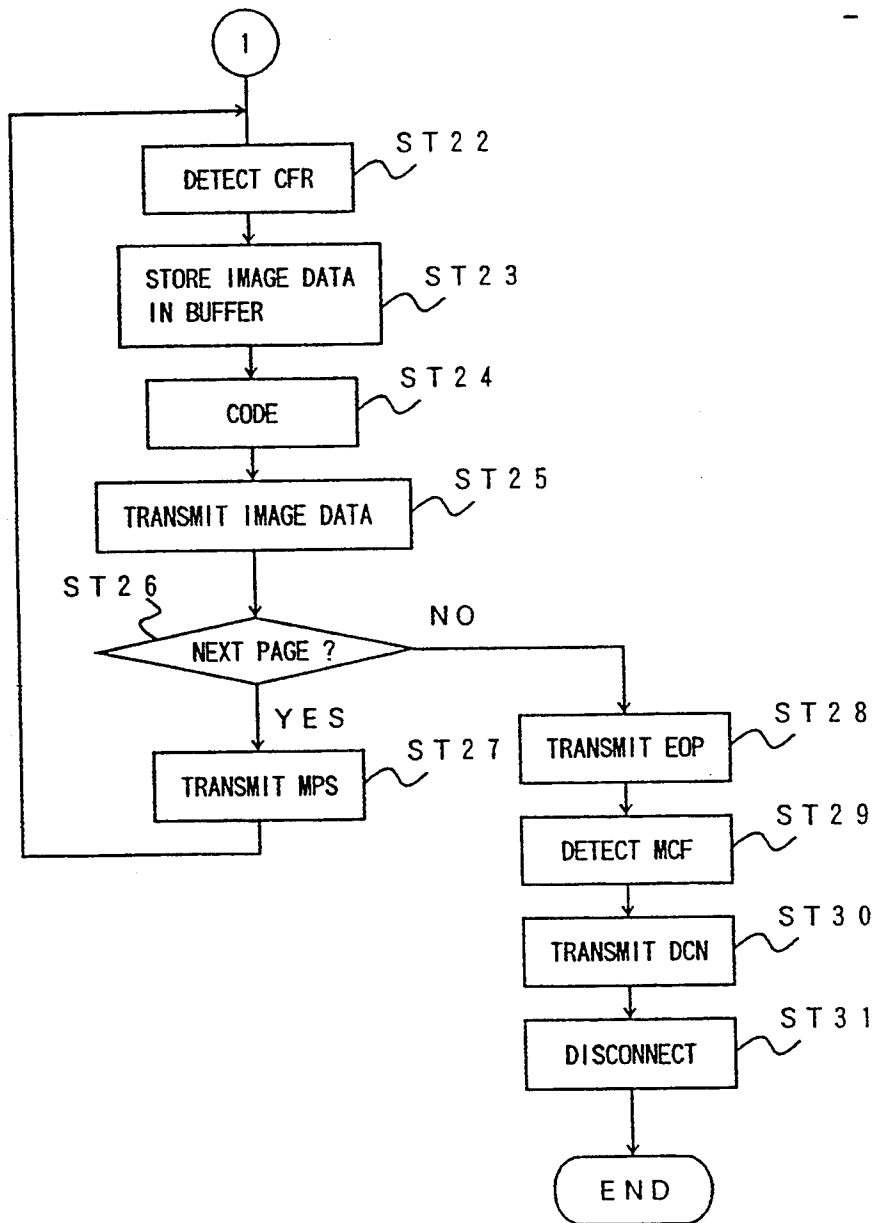 1
ST22
DETECT CFR
STORE IMAGE DATA
IN BUFFER
ST23
ST24
CODE
ST25
TRANSMIT IMAGE DATA
ST26
NEXT PAGE ?
NO
YES
ST27
TRANSMIT MPS
ST28
TRANSMIT EOP
ST29
DETECT MCF
ST30
TRANSMIT DCN
ST31
DISCONNECT
END